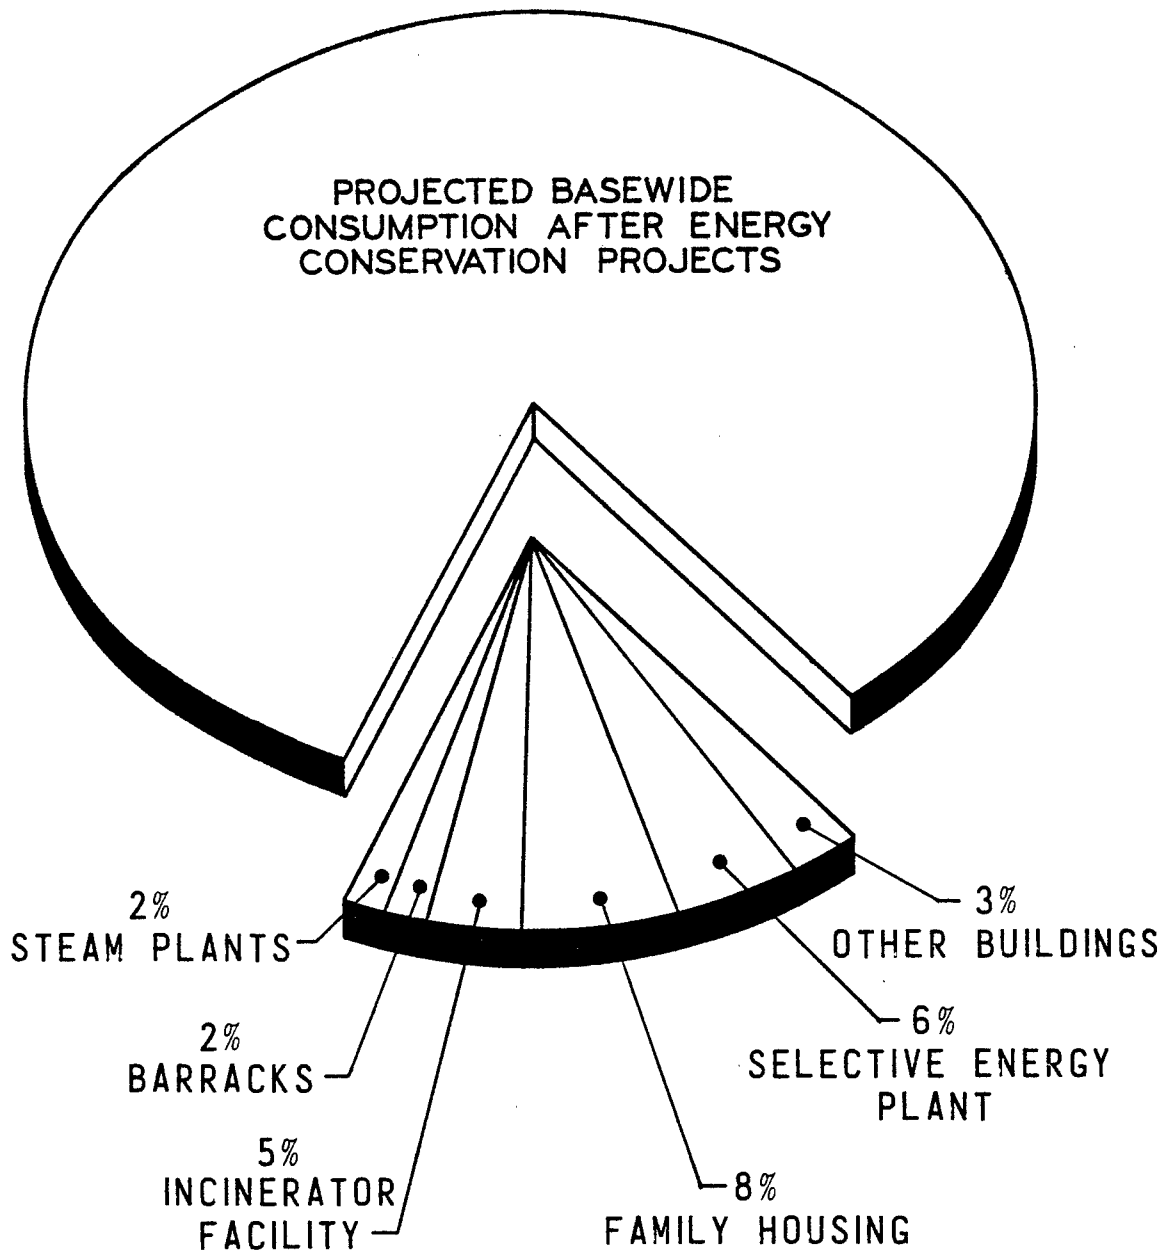 PROJECTED BASEWIDE
CONSUMPTION AFTER ENERGY
CONSERVATION PROJECTS
2%
STEAM PLANTS
2%
BARRACKS
5%
INCINERATOR
FACILITY
8%
FAMILY HOUSING
6%
SELECTIVE ENERGY
PLANT
3%
OTHER BUILDINGS